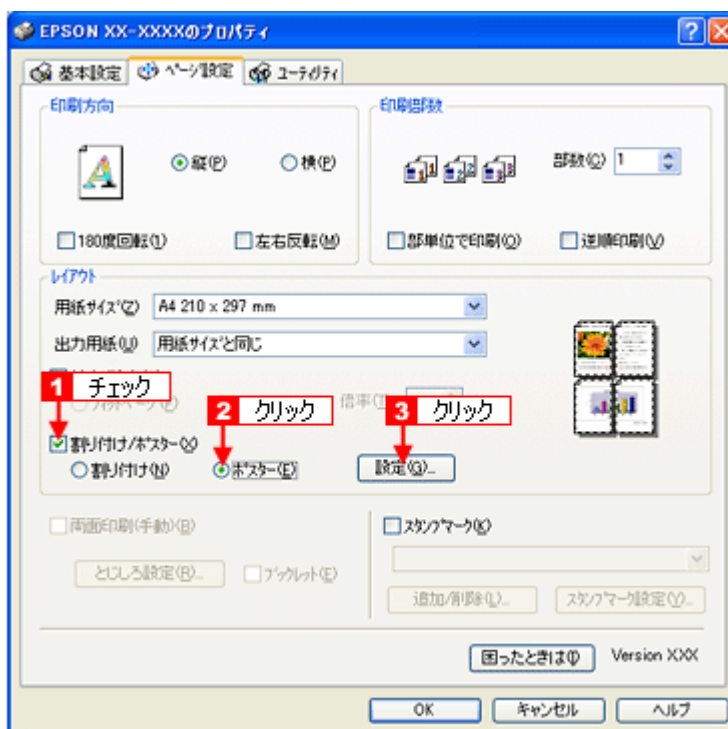 EPSON XX-XXXXのプロパティ
基本設定 ページ設定 ユーティリティ
印刷方向
縦(P) 横(P)
180度回転(1) 左右反転(M)
印刷部数
部数(C) 1
部単位で印刷(O) 逆順印刷(V)
レイアウト
用紙サイズ(Z) A4 210 x 297 mm
出力用紙(U) 用紙サイズと同じ
1 チェック
2 クリック
倍率(T)
3 クリック
割り付け/ポスター(X)
割り付け(N) ポスター(E) 設定(G)...
両面印刷(手動)(B)
とじしろ設定(R)... ブックレット(E)
スタンプマーク(K)
追加/削除(L)... スタンプマーク設定(Y)...
困ったときは(I) Version XXX
OK キャンセル ヘルプ